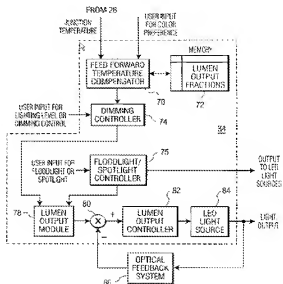 FROM 26
JUNCTION
TEMPERATURE
USER INPUT
FOR COLOR
PREFERENCE
MEMORY
FEED FORWARD
TEMPERATURE
COMPENSATOR
LUMEN
OUTPUT
FRACTIONS
70
72
USER INPUT FOR
LIGHTING LEVEL OR
DIMMING CONTROL
DIMMING
CONTROLLER
74
34
USER INPUT FOR
FLOODLIGHT OR
SPOTLIGHT
FLOODLIGHT/
SPOTLIGHT
CONTROLLER
75
OUTPUT
TO LED
LIGHT
SOURCES
78
LUMEN
OUTPUT
MODULE
80
X
+
−
82
LUMEN
OUTPUT
CONTROLLER
84
LED
LIGHT
SOURCE
LIGHT
OUTPUT
OPTICAL
FEEDBACK
SYSTEM